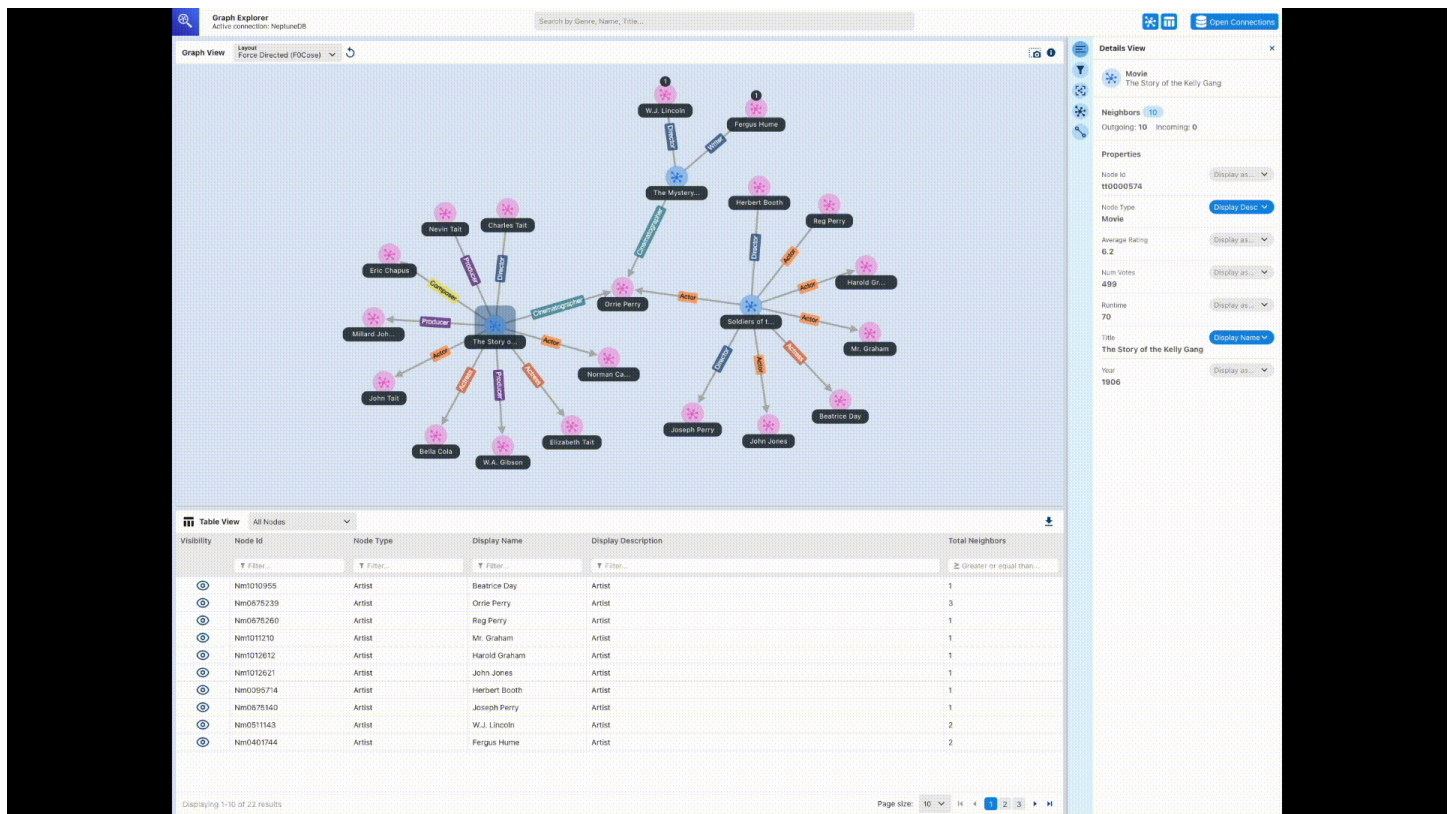 Graph Explorer
Active connection: NeptuneDB
Search by Genre, Name, Title...
Open Connections
Graph View
Layout
Force Directed (F0Cose)
1
W.J. Lincoln
1
Fergus Hume
Director
Writer
The Mystery...
Cinematographer
Nevin Tait
Charles Tait
Eric Chapus
Composer
Producer
Director
Millard Joh...
Producer
The Story o...
Cinematographer
Orrie Perry
Actor
Actor
Norman Ca...
John Tait
Actress
Producer
Actress
Bella Cola
W.A. Gibson
Elizabeth Tait
Herbert Booth
Reg Perry
Director
Actor
Harold Gr...
Actor
Actor
Soldiers of t...
Actor
Mr. Graham
Director
Actor
Actress
Joseph Perry
John Jones
Beatrice Day
Details View
Movie
The Story of the Kelly Gang
Neighbors 10
Outgoing: 10 Incoming: 0
Properties
Node Id Display as...
tt0000574
Node Type Display Desc
Movie
Average Rating Display as...
6.2
Num Votes Display as...
499
Runtime Display as...
70
Title Display Name
The Story of the Kelly Gang
Year Display as...
1906
Table View All Nodes
Visibility Node Id Node Type Display Name Display Description Total Neighbors
Filter... Filter... Filter... Filter... Greater or equal than...
Nm1010955 Artist Beatrice Day Artist 1
Nm0675239 Artist Orrie Perry Artist 3
Nm0675260 Artist Reg Perry Artist 1
Nm1011210 Artist Mr. Graham Artist 1
Nm1012612 Artist Harold Graham Artist 1
Nm1012621 Artist John Jones Artist 1
Nm0095714 Artist Herbert Booth Artist 1
Nm0675140 Artist Joseph Perry Artist 1
Nm0511143 Artist W.J. Lincoln Artist 2
Nm0401744 Artist Fergus Hume Artist 2
Displaying 1-10 of 22 results
Page size: 10 1 2 3